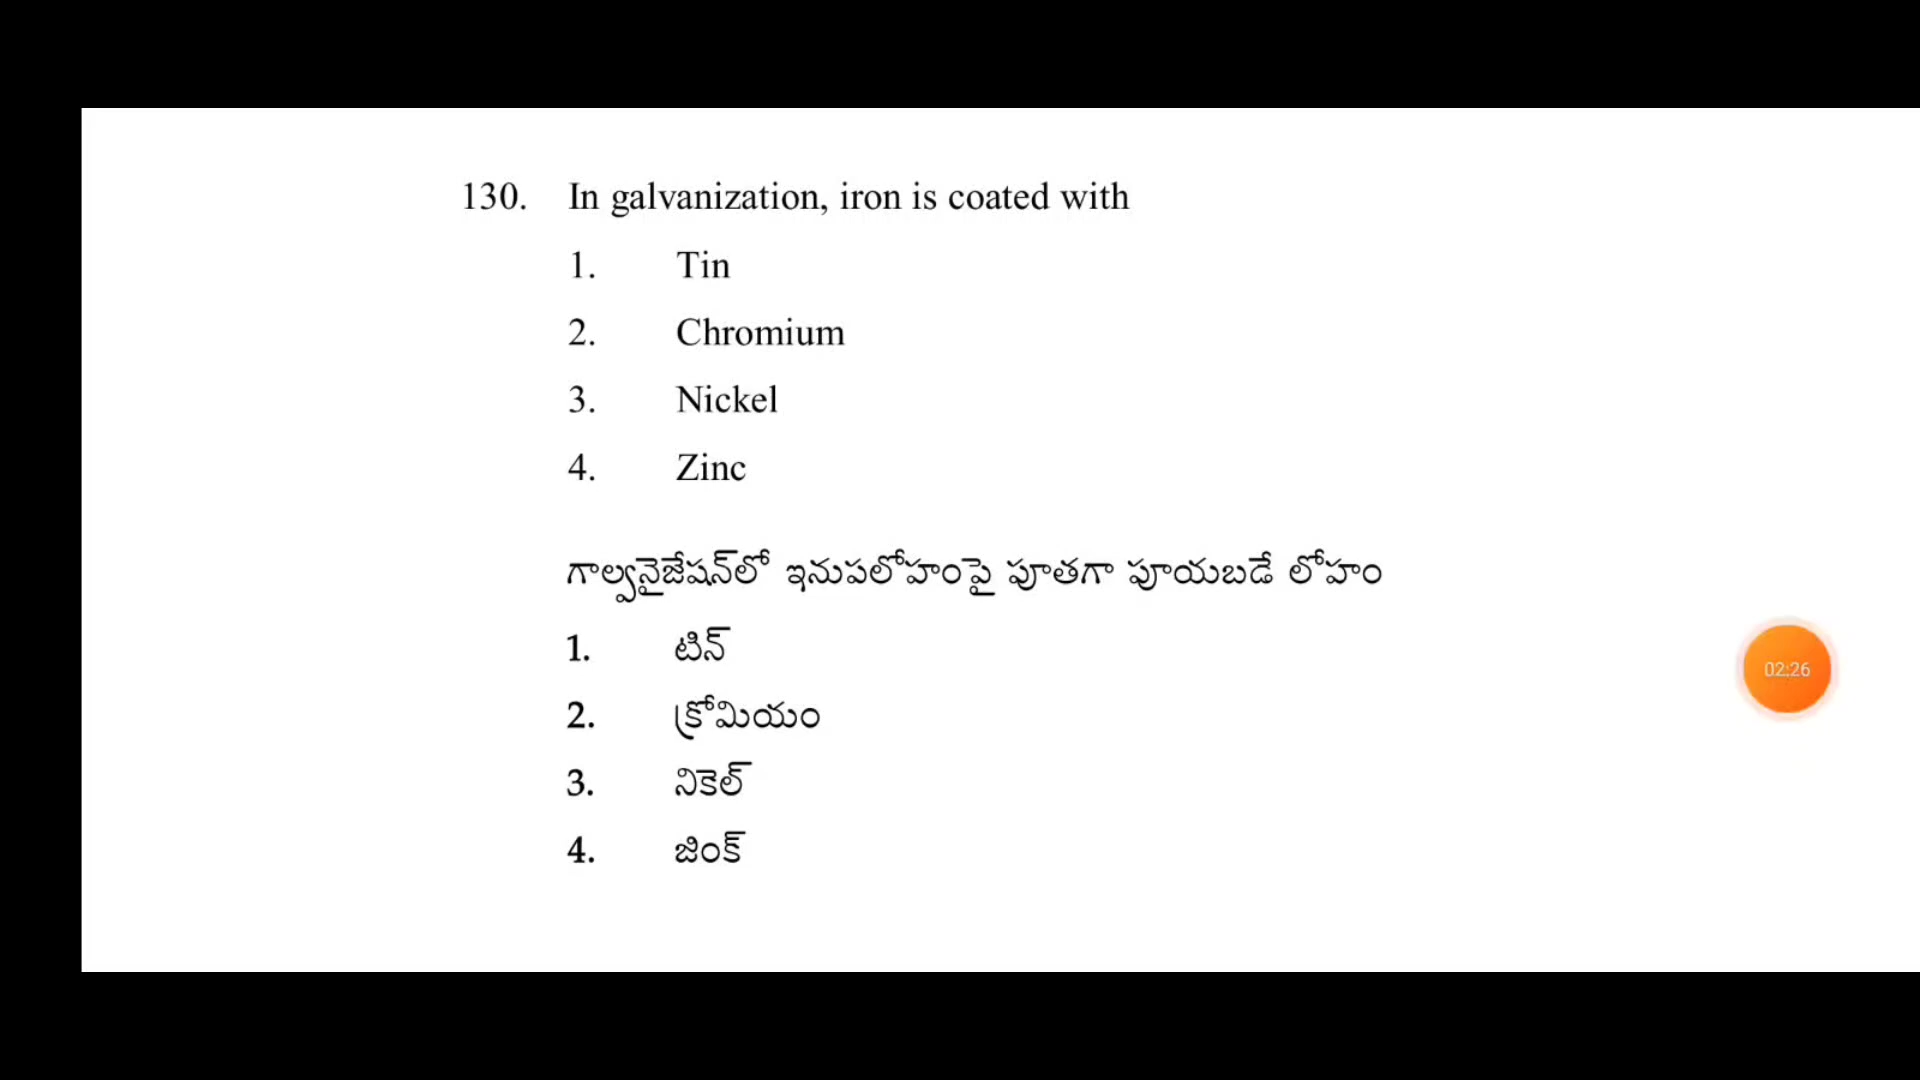 130. In galvanization, iron is coated with
1. Tin
2. Chromium
3. Nickel
4. Zinc
గాల్వనైజేషన్‌లో ఇనుపలోహంపై పూతగా పూయబడే లోహం
1. టిన్
2. క్రోమియం
3. నికెల్
4. జింక్
02:26